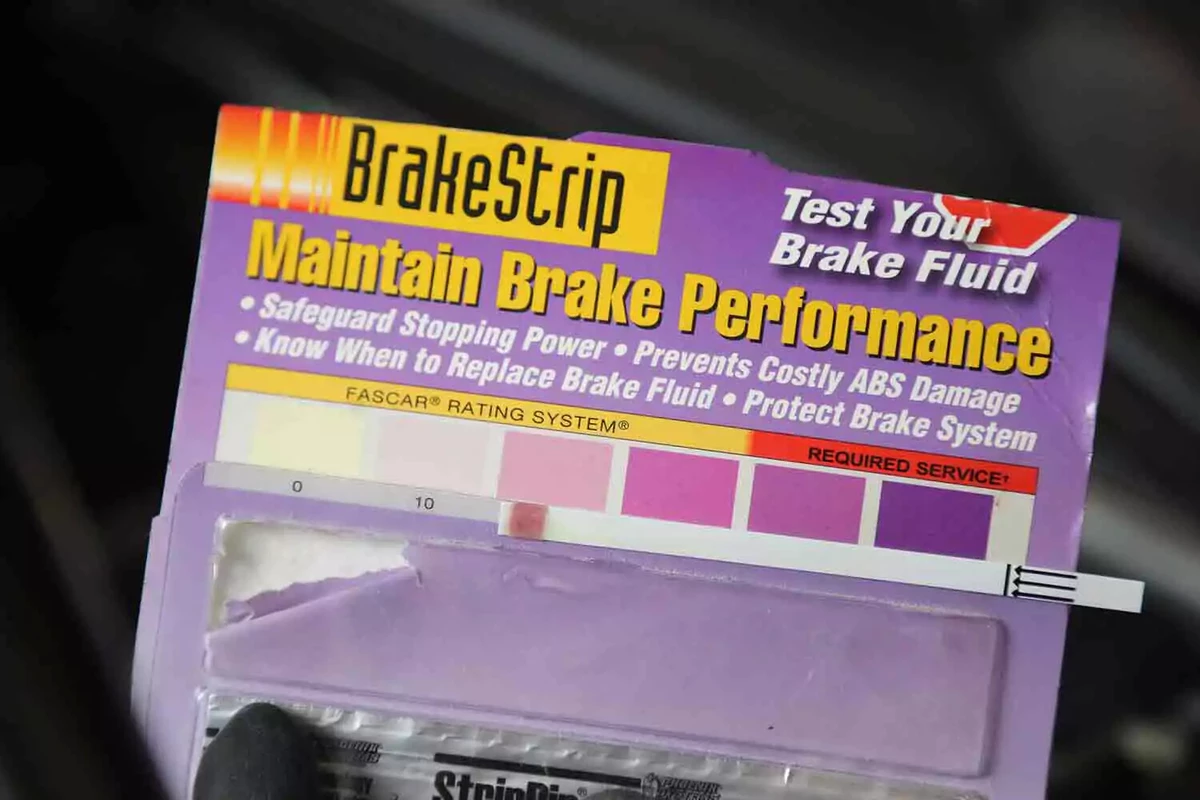 BrakeStrip
Test Your
Brake Fluid
Maintain Brake Performance
• Safeguard Stopping Power • Prevents Costly ABS Damage
• Know When to Replace Brake Fluid • Protect Brake System
FASCAR® RATING SYSTEM®
REQUIRED SERVICE†
0
10